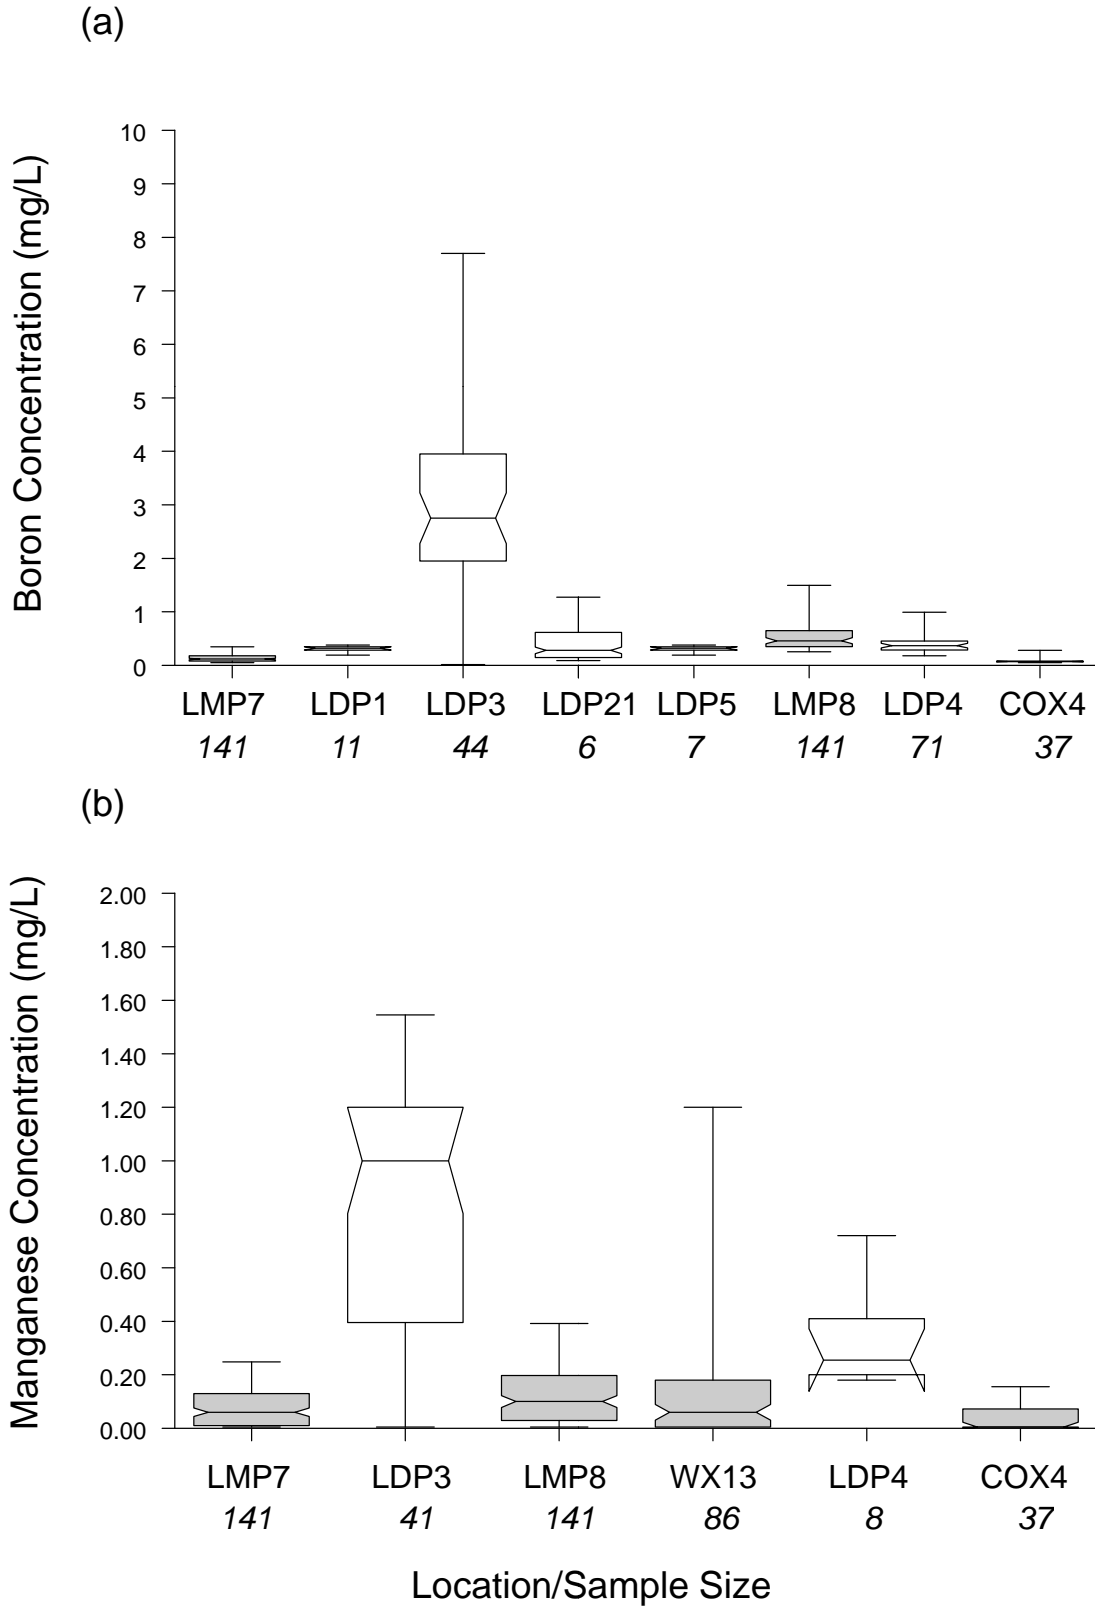 (a)
Boron Concentration (mg/L)
10
9
8
7
6
5
4
3
2
1
0
LMP7 LDP1 LDP3 LDP21 LDP5 LMP8 LDP4 COX4
141 11 44 6 7 141 71 37
(b)
Manganese Concentration (mg/L)
2.00
1.80
1.60
1.40
1.20
1.00
0.80
0.60
0.40
0.20
0.00
LMP7 LDP3 LMP8 WX13 LDP4 COX4
141 41 141 86 8 37
Location/Sample Size